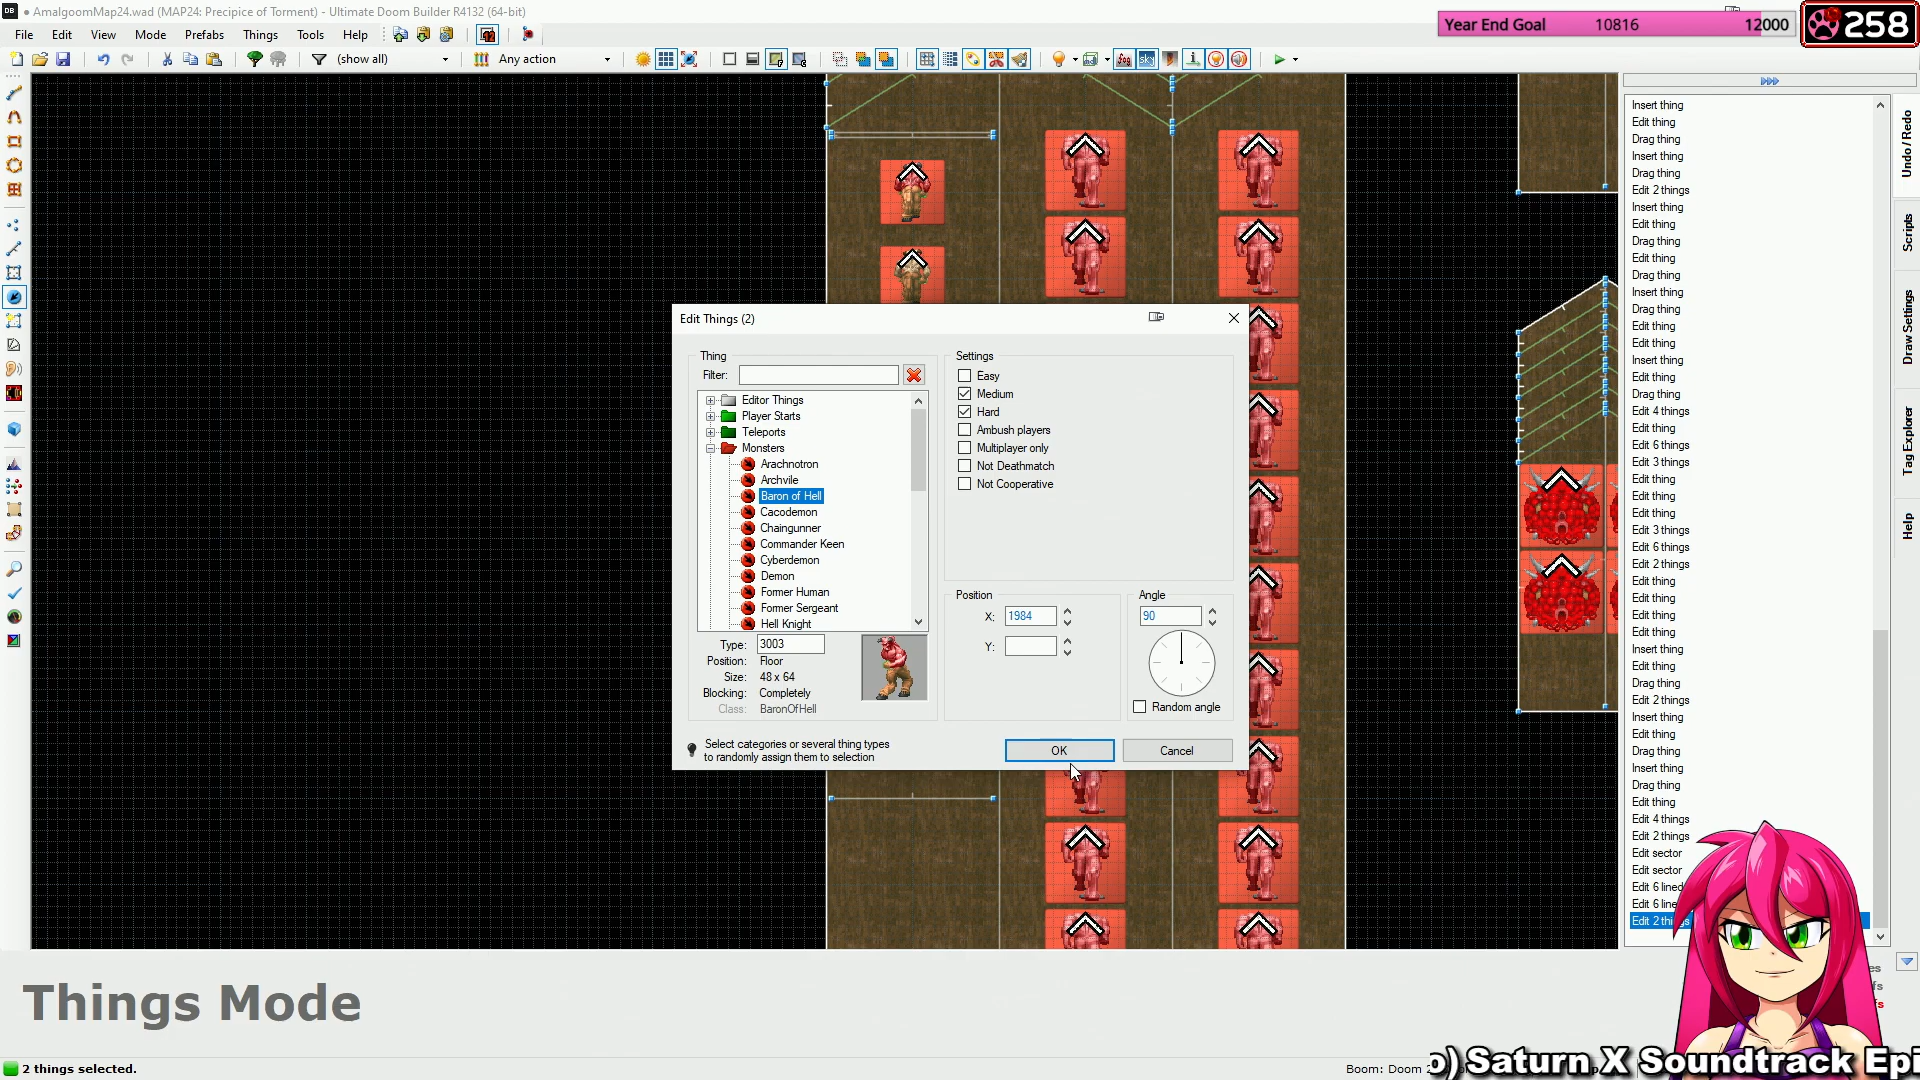 AmalgoomMap24.wad (MAP24: Precipice of Torment) - Ultimate Doom Builder R4132 (64-bit)
Year End Goal 10816 12000
258
File Edit View Mode Prefabs Things Tools Help
(show all)
Any action
Insert thing
Edit thing
Drag thing
Insert thing
Drag thing
Edit 2 things
Insert thing
Edit thing
Drag thing
Edit thing
Drag thing
Insert thing
Drag thing
Edit thing
Edit thing
Insert thing
Edit thing
Drag thing
Edit 4 things
Edit thing
Edit 6 things
Edit 3 things
Edit thing
Edit thing
Edit thing
Edit 3 things
Edit 6 things
Edit 2 things
Edit thing
Edit thing
Edit thing
Edit thing
Insert thing
Edit thing
Drag thing
Edit 2 things
Insert thing
Edit thing
Drag thing
Insert thing
Drag thing
Edit thing
Edit 4 things
Edit 2 things
Edit sector
Edit sector
Edit 6 lined
Edit 6 line
Edit 2 things
Undo / Redo
Scripts
Draw Settings
Tag Explorer
Help
Edit Things (2)
Thing
Filter:
Editor Things
Player Starts
Teleports
Monsters
Arachnotron
Archvile
Baron of Hell
Cacodemon
Chaingunner
Commander Keen
Cyberdemon
Demon
Former Human
Former Sergeant
Hell Knight
Type: 3003
Position: Floor
Size: 48 x 64
Blocking: Completely
Class: BaronOfHell
Select categories or several thing types
to randomly assign them to selection
Settings
Easy
Medium
Hard
Ambush players
Multiplayer only
Not Deathmatch
Not Cooperative
Position
X: 1984
Y:
Angle
90
Random angle
OK
Cancel
Things Mode
2 things selected.
Boom: Doom 2
o) Saturn X Soundtrack Epi